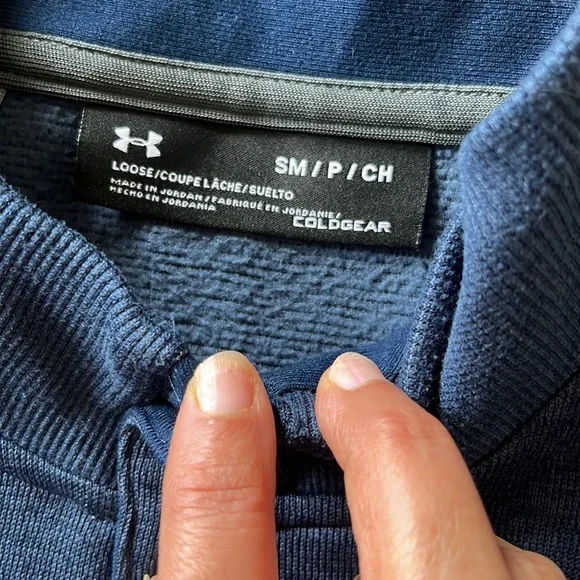 SM / P / CH
LOOSE/COUPE LÂCHE/SUELTO
MADE IN JORDAN / FABRIQUÉ EN JORDANIE/
HECHO EN JORDANIA
COLDGEAR